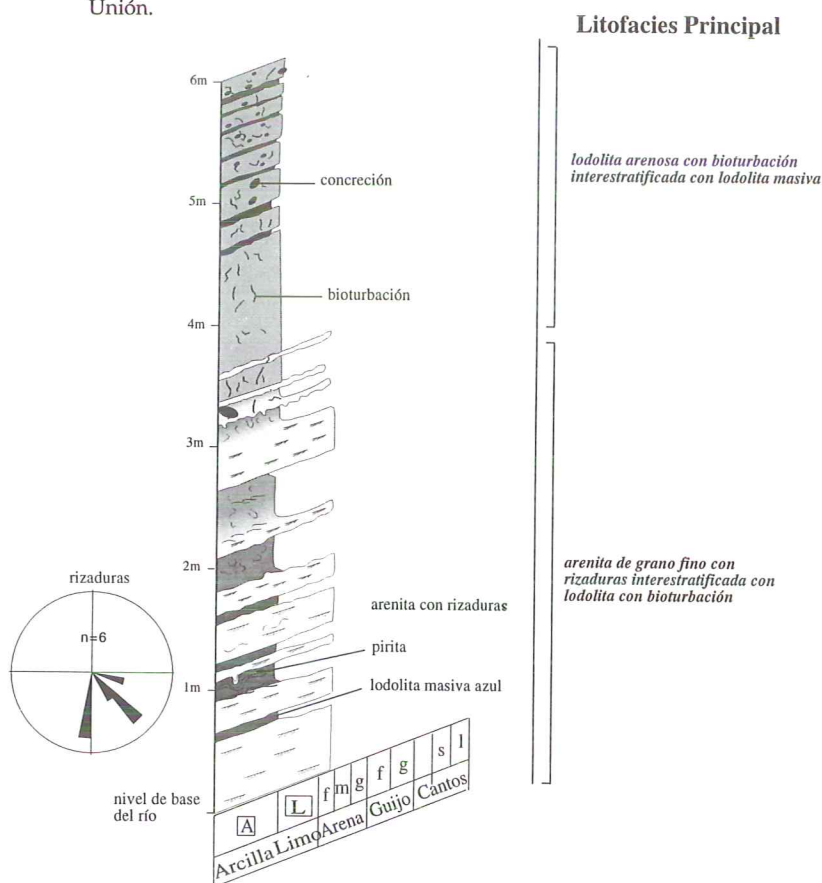 Unión.
Litofacies Principal
6m
lodolita arenosa con bioturbación
interestratificada con lodolita masiva
concreción
5m
bioturbación
4m
3m
2m
arenita de grano fino con
rizaduras interestratificada con
lodolita con bioturbación
rizaduras
n=6
arenita con rizaduras
pirita
1m
lodolita masiva azul
nivel de base
del río
A L f m g f g s l
Arcilla Limo Arena Guijo Cantos